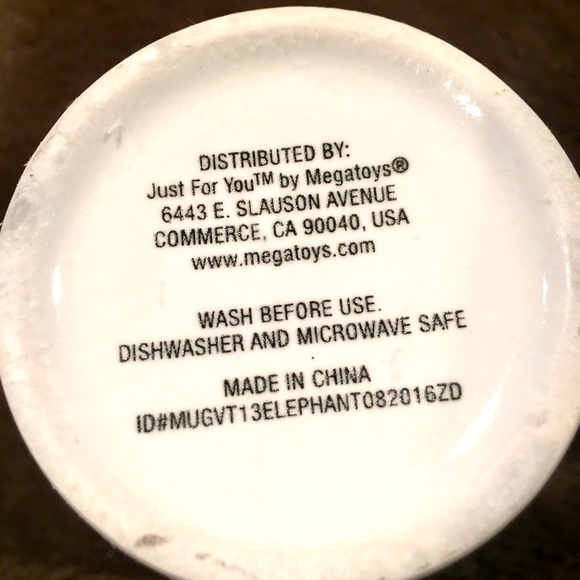 DISTRIBUTED BY:
Just For You™ by Megatoys®
6443 E. SLAUSON AVENUE
COMMERCE, CA 90040, USA
www.megatoys.com
WASH BEFORE USE.
DISHWASHER AND MICROWAVE SAFE
MADE IN CHINA
ID#MUGVT13ELEPHANT082016ZD